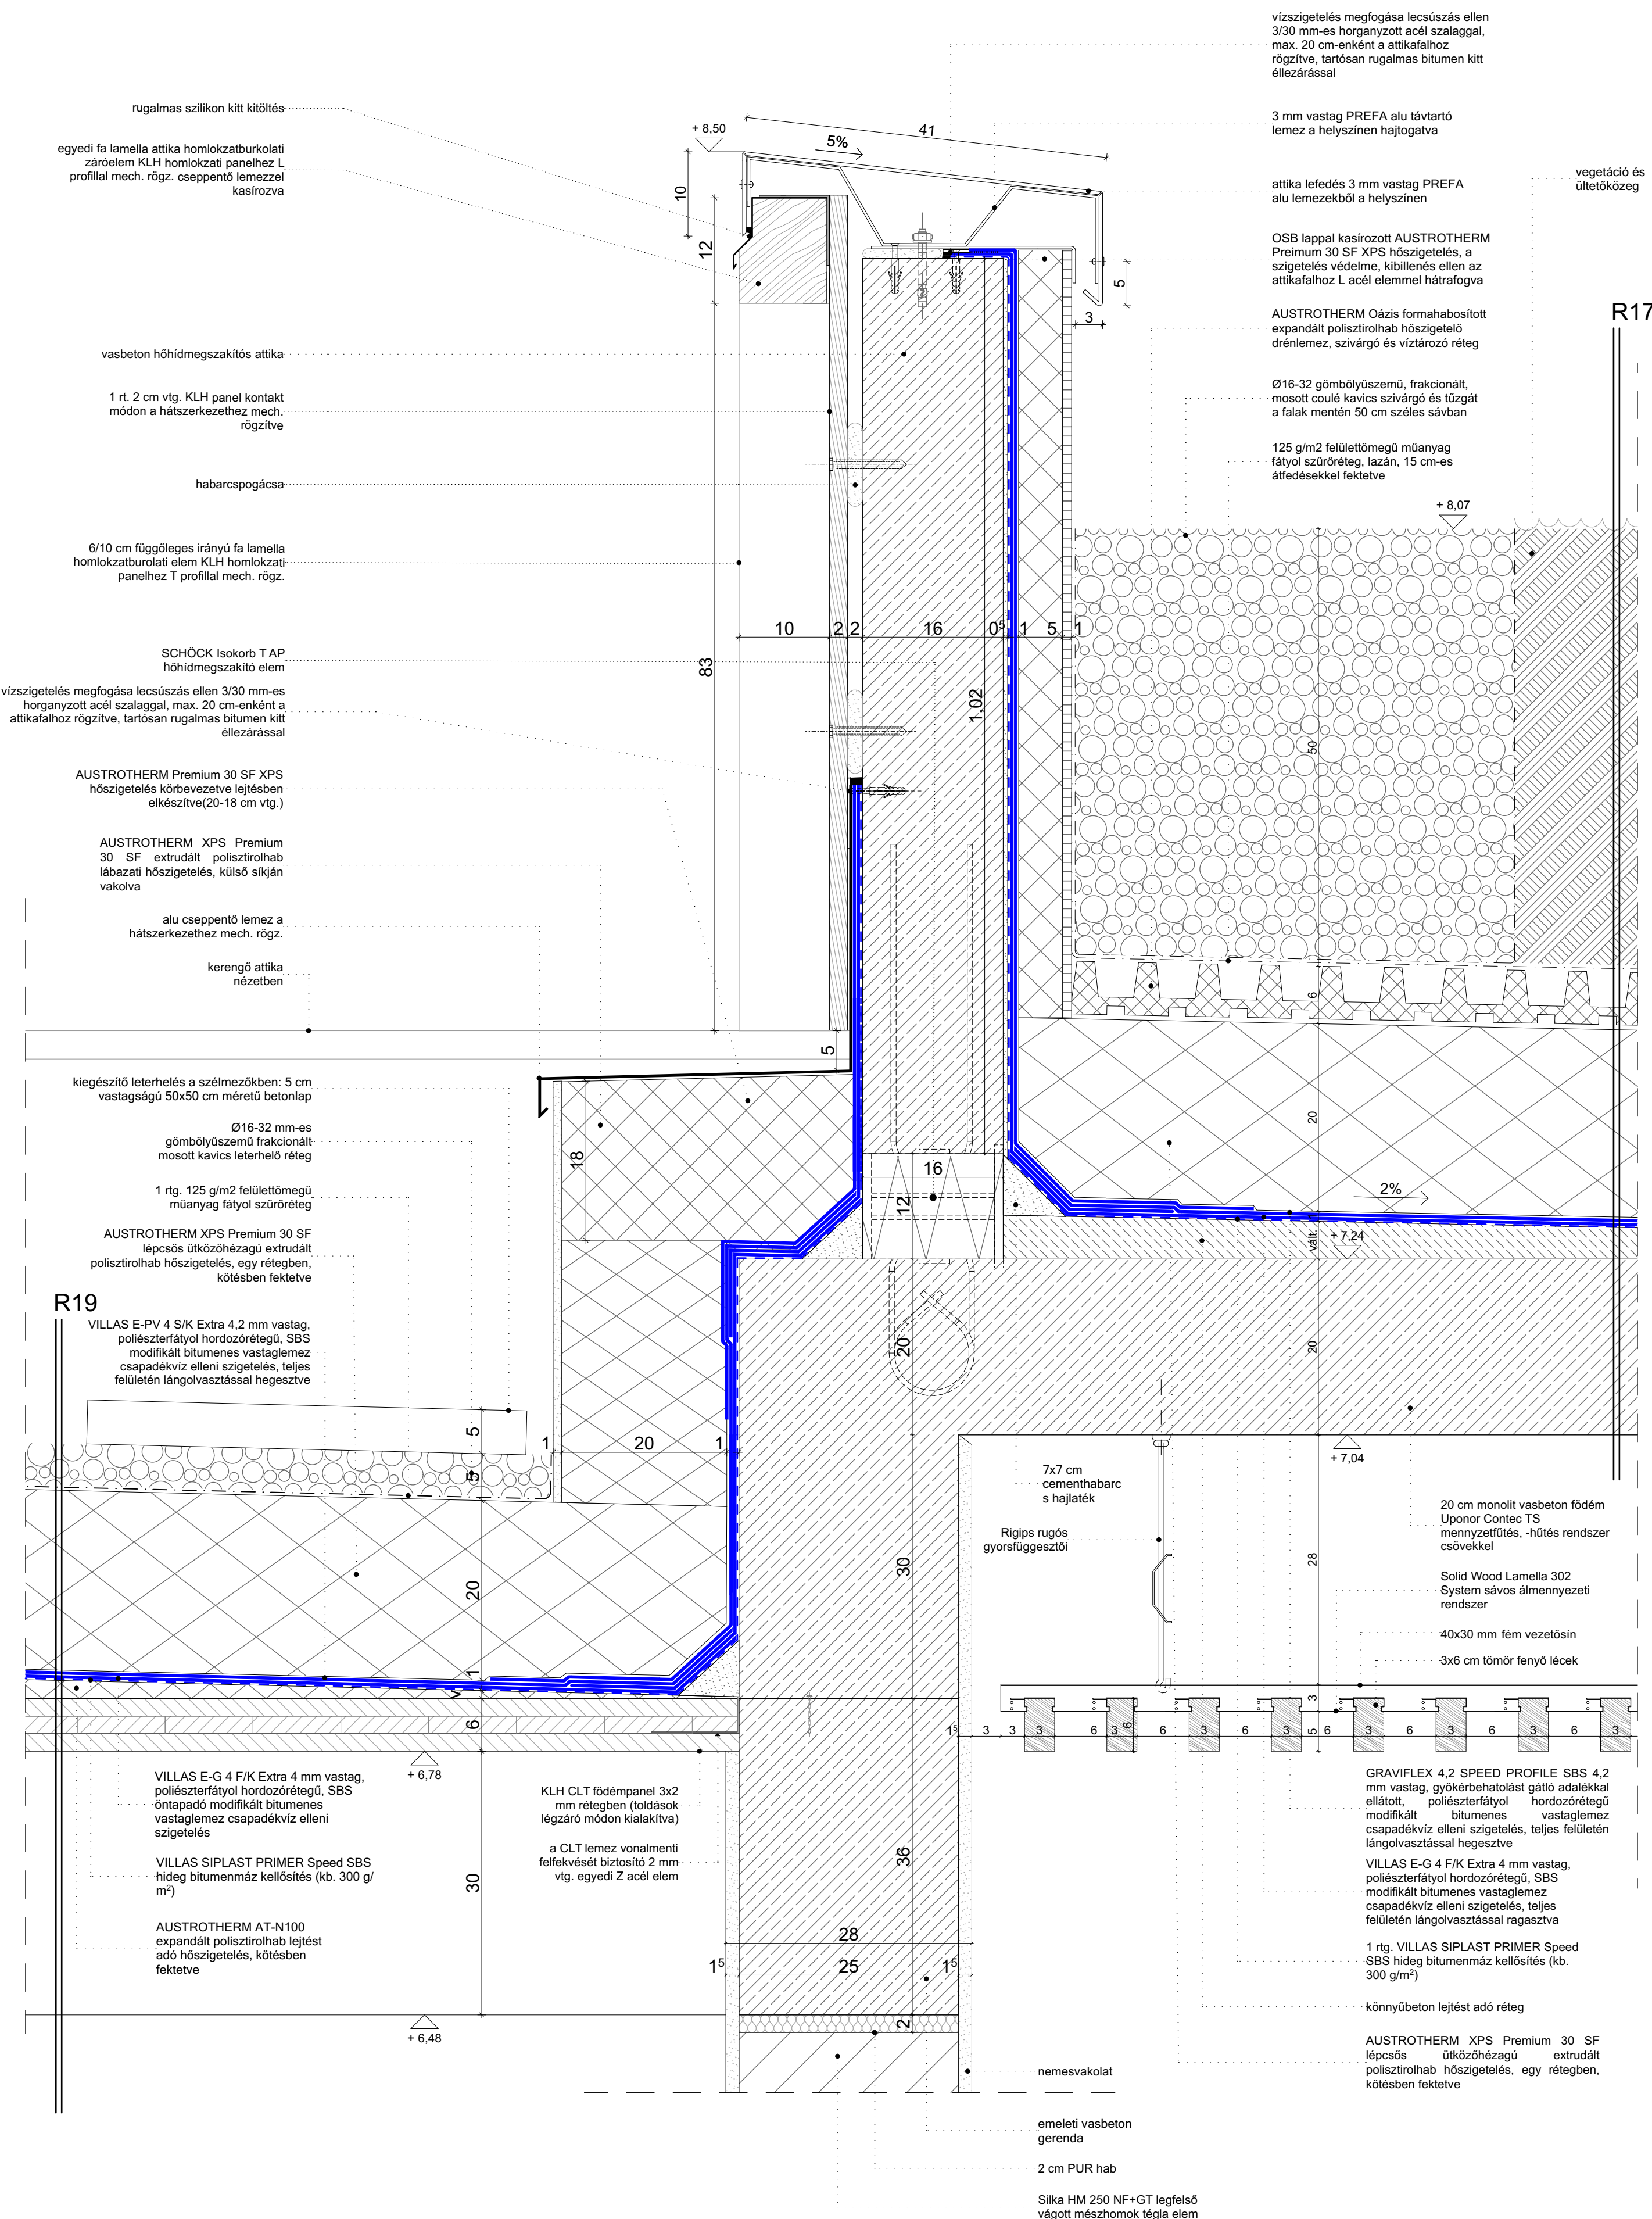 vízszigetelés megfogása lecsúszás ellen
3/30 mm-es horganyzott acél szalaggal,
max. 20 cm-enként a attikafalhoz
rögzítve, tartósan rugalmas bitumen kitt
éllezárással
rugalmas szilikon kitt kitöltés
3 mm vastag PREFA alu távtartó
lemez a helyszínen hajtogatva
+ 8,50
41
5%
egyedi fa lamella attika homlokzatburkolati
záróelem KLH homlokzati panelhez L
profillal mech. rögz. cseppentő lemezzel
kasírozva
vegetáció és
ültetőközeg
attika lefedés 3 mm vastag PREFA
alu lemezekből a helyszínen
10
12
OSB lappal kasírozott AUSTROTHERM
Preimum 30 SF XPS hőszigetelés, a
szigetelés védelme, kibillenés ellen az
attikafalhoz L acél elemmel hátrafogva
5
3
R17
AUSTROTHERM Oázis formahabosított
expandált polisztirolhab hőszigetelő
drénlemez, szivárgó és víztározó réteg
vasbeton hőhídmegszakítós attika
Ø16-32 gömbölyűszemű, frakcionált,
mosott coulé kavics szivárgó és tűzgát
a falak mentén 50 cm széles sávban
1 rt. 2 cm vtg. KLH panel kontakt
módon a hátszerkezethez mech.
rögzítve
125 g/m2 felülettömegű műanyag
fátyol szűrőréteg, lazán, 15 cm-es
átfedésekkel fektetve
habarcspogácsa
+ 8,07
6/10 cm függőleges irányú fa lamella
homlokzatburolati elem KLH homlokzati
panelhez T profillal mech. rögz.
10 2 2 16 0⁵ 1 5 1
SCHÖCK Isokorb T AP
hőhídmegszakító elem
83
1,02
50
vízszigetelés megfogása lecsúszás ellen 3/30 mm-es
horganyzott acél szalaggal, max. 20 cm-enként a
attikafalhoz rögzítve, tartósan rugalmas bitumen kitt
éllezárással
AUSTROTHERM Premium 30 SF XPS
hőszigetelés körbevezetve lejtésben
elkészítve(20-18 cm vtg.)
AUSTROTHERM XPS Premium
30 SF extrudált polisztirolhab
lábazati hőszigetelés, külső síkján
vakolva
alu cseppentő lemez a
hátszerkezethez mech. rögz.
kerengő attika
nézetben
6
5
kiegészítő leterhelés a szélmezőkben: 5 cm
vastagságú 50x50 cm méretű betonlap
20
Ø16-32 mm-es
gömbölyűszemű frakcionált
mosott kavics leterhelő réteg
18
16
12
2%
1 rtg. 125 g/m2 felülettömegű
műanyag fátyol szűrőréteg
1
vált.
+ 7,24
AUSTROTHERM XPS Premium 30 SF
lépcsős ütközőhézagú extrudált
polisztirolhab hőszigetelés, egy rétegben,
kötésben fektetve
R19
VILLAS E-PV 4 S/K Extra 4,2 mm vastag,
poliészterfátyol hordozórétegű, SBS
modifikált bitumenes vastaglemez
csapadékvíz elleni szigetelés, teljes
felületén lángolvasztással hegesztve
20
20
5
1 20 1
5
+ 7,04
7x7 cm
cementhabarc
s hajlaték
20 cm monolit vasbeton födém
Uponor Contec TS
mennyzetfűtés, -hűtés rendszer
csövekkel
Rigips rugós
gyorsfüggesztői
30
28
20
Solid Wood Lamella 302
System sávos álmennyezeti
rendszer
40x30 mm fém vezetősín
3x6 cm tömör fenyő lécek
1
v
6
3
1⁵ 3 3 3 6 3 6 6 3 6 3 5 6 3 6 3 6 3 6 3
+ 6,78
VILLAS E-G 4 F/K Extra 4 mm vastag,
poliészterfátyol hordozórétegű, SBS
öntapadó modifikált bitumenes
vastaglemez csapadékvíz elleni
szigetelés
KLH CLT födémpanel 3x2
mm rétegben (toldások
légzáró módon kialakítva)
GRAVIFLEX 4,2 SPEED PROFILE SBS 4,2
mm vastag, gyökérbehatolást gátló adalékkal
ellátott, poliészterfátyol hordozórétegű
modifikált bitumenes vastaglemez
csapadékvíz elleni szigetelés, teljes felületén
lángolvasztással hegesztve
a CLT lemez vonalmenti
felfekvését biztosító 2 mm
vtg. egyedi Z acél elem
VILLAS SIPLAST PRIMER Speed SBS
hideg bitumenmáz kellősítés (kb. 300 g/
m²)
36
30
VILLAS E-G 4 F/K Extra 4 mm vastag,
poliészterfátyol hordozórétegű, SBS
modifikált bitumenes vastaglemez
csapadékvíz elleni szigetelés, teljes
felületén lángolvasztással ragasztva
AUSTROTHERM AT-N100
expandált polisztirolhab lejtést
adó hőszigetelés, kötésben
fektetve
28
1⁵ 25 1⁵
1 rtg. VILLAS SIPLAST PRIMER Speed
SBS hideg bitumenmáz kellősítés (kb.
300 g/m²)
könnyűbeton lejtést adó réteg
+ 6,48
2
AUSTROTHERM XPS Premium 30 SF
lépcsős ütközőhézagú extrudált
polisztirolhab hőszigetelés, egy rétegben,
kötésben fektetve
nemesvakolat
emeleti vasbeton
gerenda
2 cm PUR hab
Silka HM 250 NF+GT legfelső
vágott mészhomok tégla elem